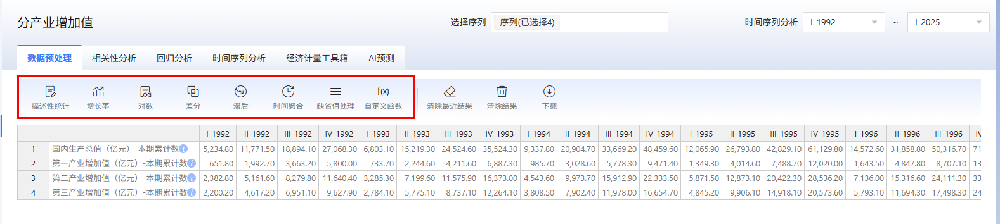 分产业增加值 选择序列 序列(已选择4) 时间序列分析 I-1992 ~ I-2025
数据预处理 相关性分析 回归分析 时间序列分析 经济计量工具箱 AI预测
LOG f(x)
描述性统计 增长率 对数 差分 滞后 时间聚合 缺省值处理 自定义函数 清除最近结果 清除结果 下载
I-1992 II-1992 III-1992 IV-1992 I-1993 II-1993 III-1993 IV-1993 I-1994 II-1994 III-1994 IV-1994 I-1995 II-1995 III-1995 IV-1995 I-1996 II-1996 III-1996 IV
1 国内生产总值（亿元）-本期累计数 i 5,234.80 11,771.50 18,894.10 27,068.30 6,803.10 15,219.30 24,524.60 35,524.30 9,337.80 20,904.70 33,669.20 48,459.60 12,065.90 26,793.80 42,829.10 61,129.80 14,572.60 31,858.80 50,316.70 71
2 第一产业增加值（亿元）-本期累计数 i 651.80 1,992.70 3,663.20 5,800.00 733.70 2,244.60 4,211.60 6,887.30 985.70 3,028.60 5,778.30 9,471.40 1,349.30 4,014.60 7,488.70 12,020.00 1,643.50 4,847.80 8,707.10 13
3 第二产业增加值（亿元）-本期累计数 i 2,382.80 5,161.60 8,279.80 11,640.40 3,285.30 7,199.60 11,575.90 16,373.00 4,543.60 9,973.70 15,912.90 22,333.50 5,871.50 12,873.10 20,422.30 28,536.20 7,136.00 15,316.60 24,111.30 33
4 第三产业增加值（亿元）-本期累计数 i 2,200.20 4,617.20 6,951.10 9,627.90 2,784.10 5,775.10 8,737.10 12,264.10 3,808.50 7,902.40 11,978.00 16,654.70 4,845.20 9,906.10 14,918.10 20,573.60 5,793.10 11,694.30 17,498.30 24